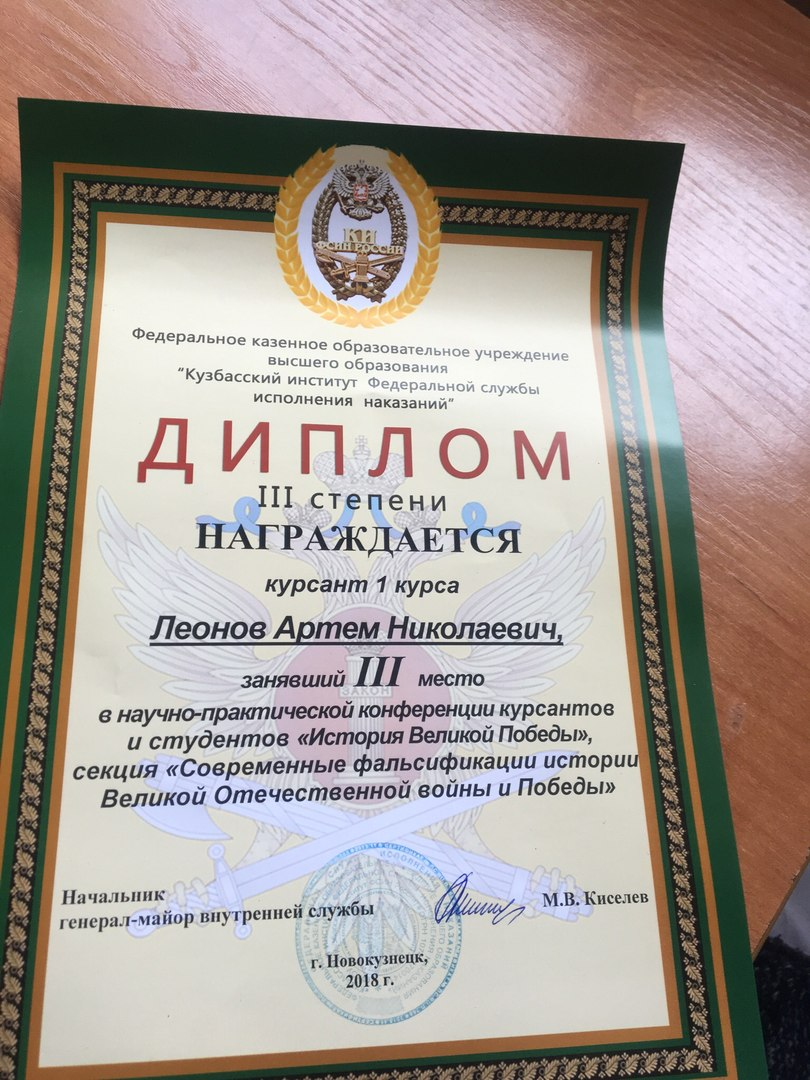 КИ
ФСИН РОССИИ
Федеральное казенное образовательное учреждение
высшего образования
"Кузбасский институт Федеральной службы
исполнения наказаний"
ДИПЛОМ
III степени
НАГРАЖДАЕТСЯ
курсант 1 курса
Леонов Артем Николаевич,
занявший III место
ЗАКОН
в научно-практической конференции курсантов
и студентов «История Великой Победы»,
секция «Современные фальсификации истории
Великой Отечественной войны и Победы»
Начальник
генерал-майор внутренней службы
М.В. Киселев
г. Новокузнецк,
2018 г.